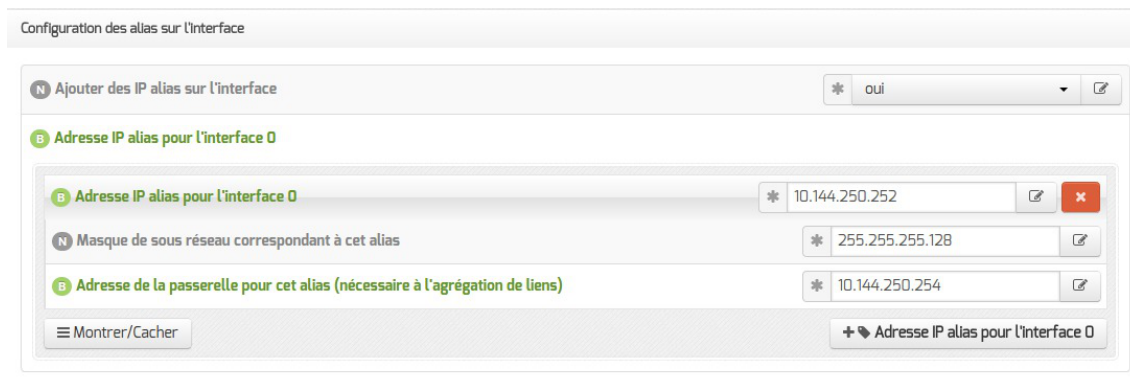 Configuration des alias sur l'interface
N Ajouter des IP alias sur l'interface
oui
B Adresse IP alias pour l'interface 0
B Adresse IP alias pour l'interface 0
10.144.250.252
N Masque de sous réseau correspondant à cet alias
255.255.255.128
B Adresse de la passerelle pour cet alias (nécessaire à l'agrégation de liens)
10.144.250.254
Montrer/Cacher
+ Adresse IP alias pour l'interface 0